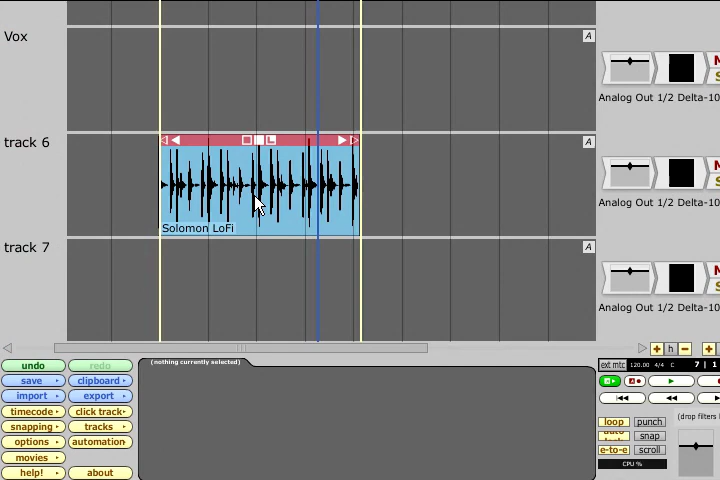 Vox
A
Analog Out 1/2 Delta-10
track 6
A
Solomon LoFi
Analog Out 1/2 Delta-10
track 7
A
Analog Out 1/2 Delta-10
h
undo redo
save clipboard
import export
timecode click track
snapping tracks
options automation
movies
help! about
(nothing currently selected)
ext mtc 120.00 4/4 C 7 | 1
loop punch
snap
e-to-e scroll
CPU %
(drop filters